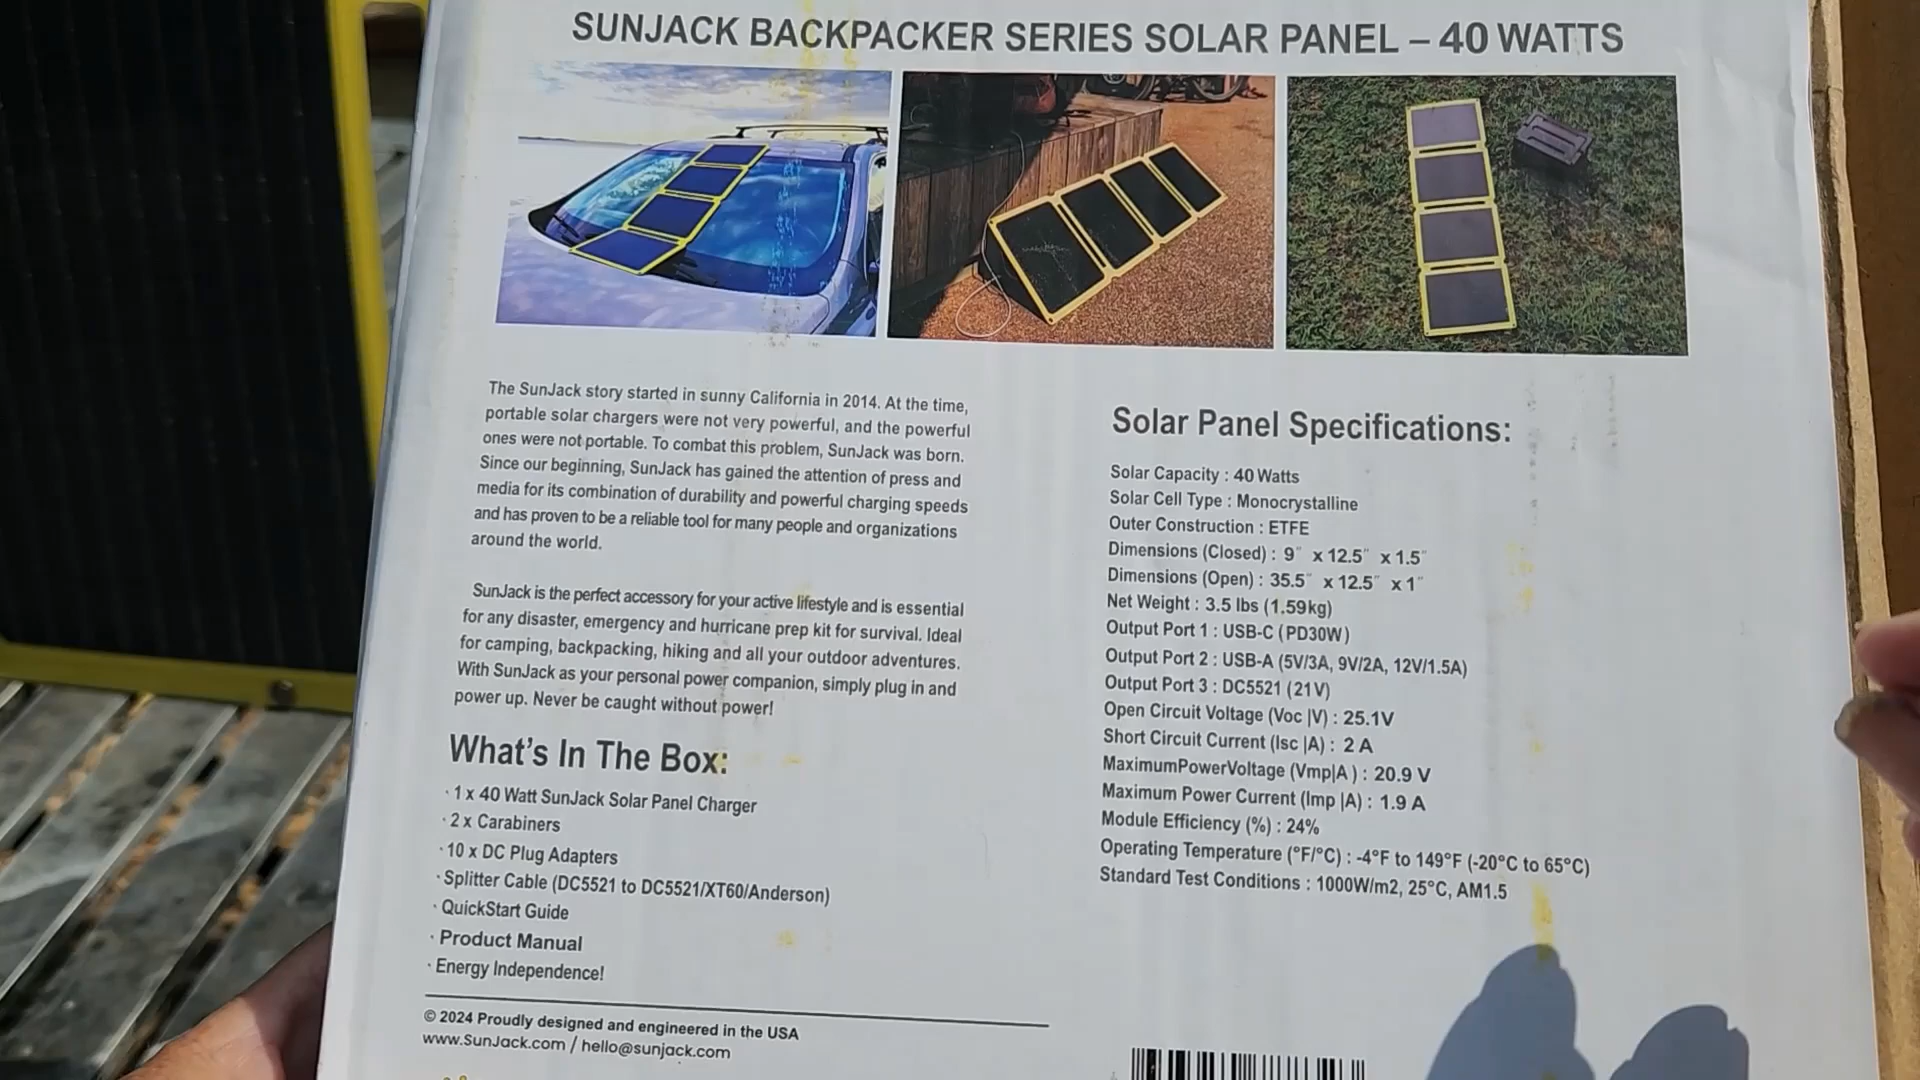 SUNJACK BACKPACKER SERIES SOLAR PANEL – 40 WATTS
The SunJack story started in sunny California in 2014. At the time,
portable solar chargers were not very powerful, and the powerful
ones were not portable. To combat this problem, SunJack was born.
Since our beginning, SunJack has gained the attention of press and
media for its combination of durability and powerful charging speeds
and has proven to be a reliable tool for many people and organizations
around the world.
SunJack is the perfect accessory for your active lifestyle and is essential
for any disaster, emergency and hurricane prep kit for survival. Ideal
for camping, backpacking, hiking and all your outdoor adventures.
With SunJack as your personal power companion, simply plug in and
power up. Never be caught without power!
What's In The Box:
· 1 x 40 Watt SunJack Solar Panel Charger
· 2 x Carabiners
· 10 x DC Plug Adapters
· Splitter Cable (DC5521 to DC5521/XT60/Anderson)
· QuickStart Guide
· Product Manual
· Energy Independence!
© 2024 Proudly designed and engineered in the USA
www.SunJack.com / hello@sunjack.com
Solar Panel Specifications:
Solar Capacity : 40 Watts
Solar Cell Type : Monocrystalline
Outer Construction : ETFE
Dimensions (Closed) : 9" x 12.5" x 1.5"
Dimensions (Open) : 35.5" x 12.5" x 1"
Net Weight : 3.5 lbs (1.59kg)
Output Port 1 : USB-C (PD30W)
Output Port 2 : USB-A (5V/3A, 9V/2A, 12V/1.5A)
Output Port 3 : DC5521 (21V)
Open Circuit Voltage (Voc |V) : 25.1V
Short Circuit Current (Isc |A) : 2 A
MaximumPowerVoltage (Vmp|A ) : 20.9 V
Maximum Power Current (Imp |A) : 1.9 A
Module Efficiency (%) : 24%
Operating Temperature (°F/°C) : -4°F to 149°F (-20°C to 65°C)
Standard Test Conditions : 1000W/m2, 25°C, AM1.5